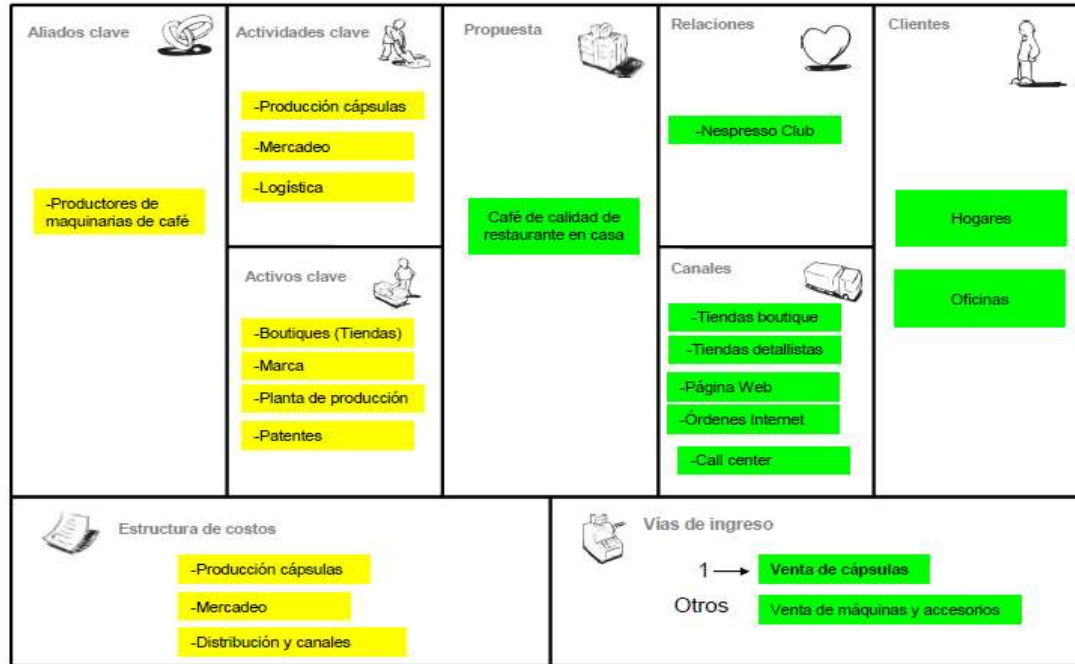 Aliados clave
-Productores de
maquinarias de café
Actividades clave
-Producción cápsulas
-Mercadeo
-Logística
Activos clave
-Boutiques (Tiendas)
-Marca
-Planta de producción
-Patentes
Propuesta
Café de calidad de
restaurante en casa
Relaciones
-Nespresso Club
Canales
-Tiendas boutique
-Tiendas detallistas
-Página Web
-Órdenes Internet
-Call center
Clientes
Hogares
Oficinas
Estructura de costos
-Producción cápsulas
-Mercadeo
-Distribución y canales
Vías de ingreso
1 → Venta de cápsulas
Otros Venta de máquinas y accesorios